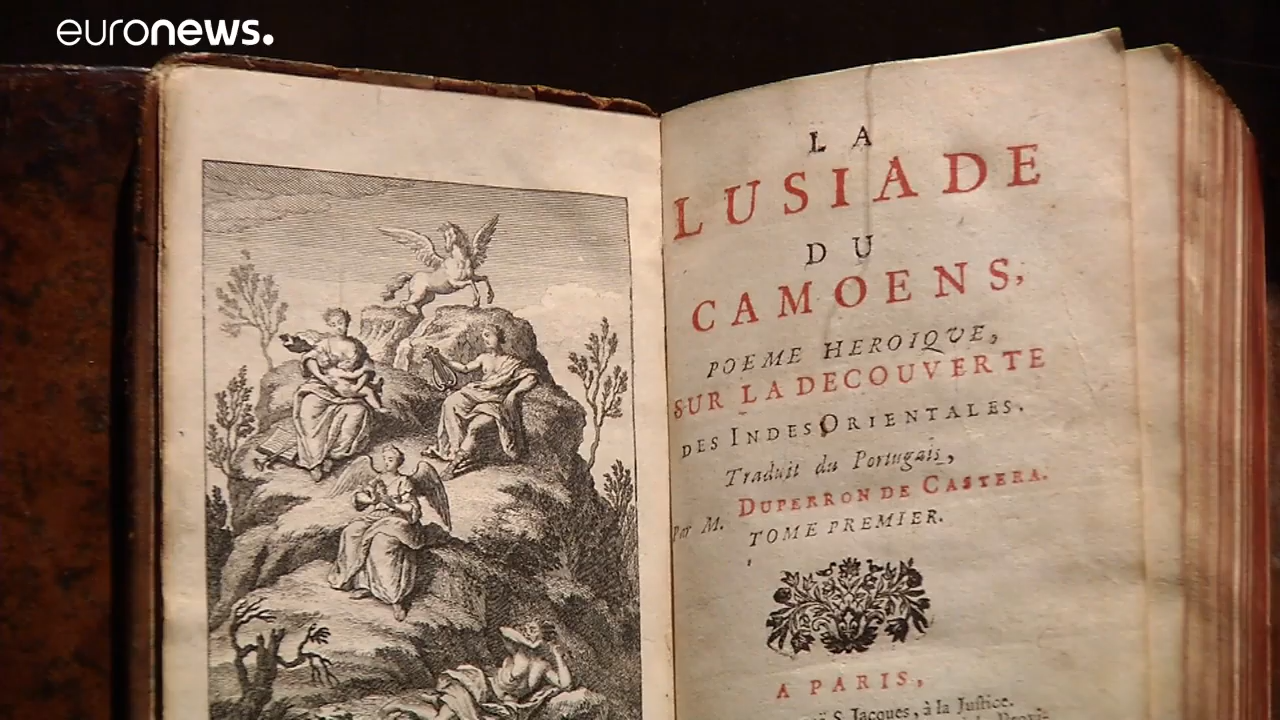 euronews.
LA
LUSIADE
DU
CAMOENS,
POEME HEROIQUE,
SUR LA DECOUVERTE
DES INDES ORIENTALES.
Traduit du Portugais,
Par M. DUPERRON DE CASTERA.
TOME PREMIER.
A PARIS,
S. Jacques, à la Justice.